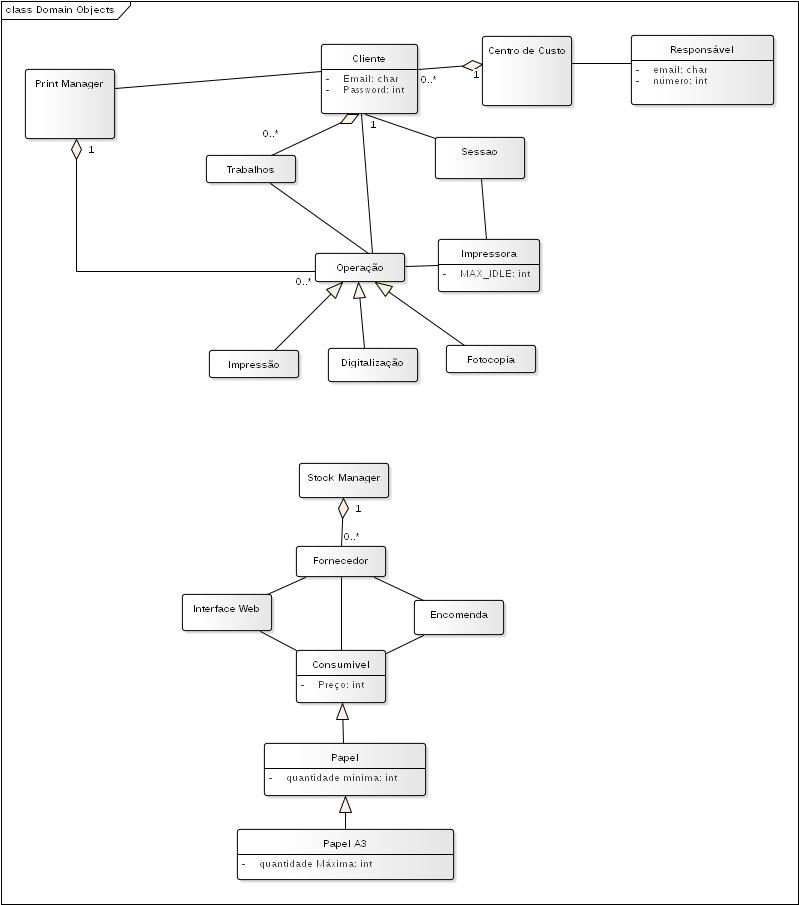 class Domain Objects
Print Manager
1
Cliente
- Email: char
- Password: int
0..*
1
Centro de Custo
1
Responsável
- email: char
- número: int
0..*
Trabalhos
Sessao
Operação
0..*
Impressora
- MAX_IDLE: int
Impressão
Digitalização
Fotocopia
Stock Manager
1
0..*
Fornecedor
Interface Web
Encomenda
Consumivel
- Preço: int
Papel
- quantidade minima: int
Papel A3
- quantidade Máxima: int